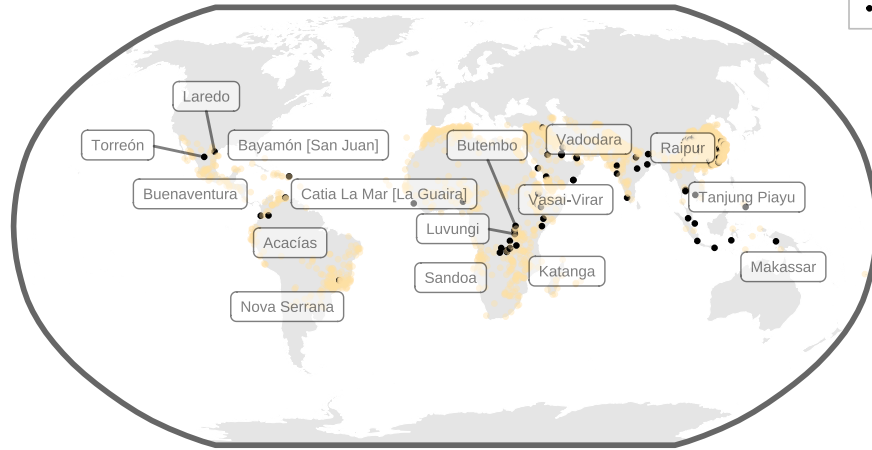 Laredo
Torreón
Bayamón [San Juan]
Butembo
Vadodara
Raipur
Buenaventura
Catia La Mar [La Guaira]
Vasai-Virar
Tanjung Piayu
Luvungi
Acacías
Sandoa
Katanga
Makassar
Nova Serrana